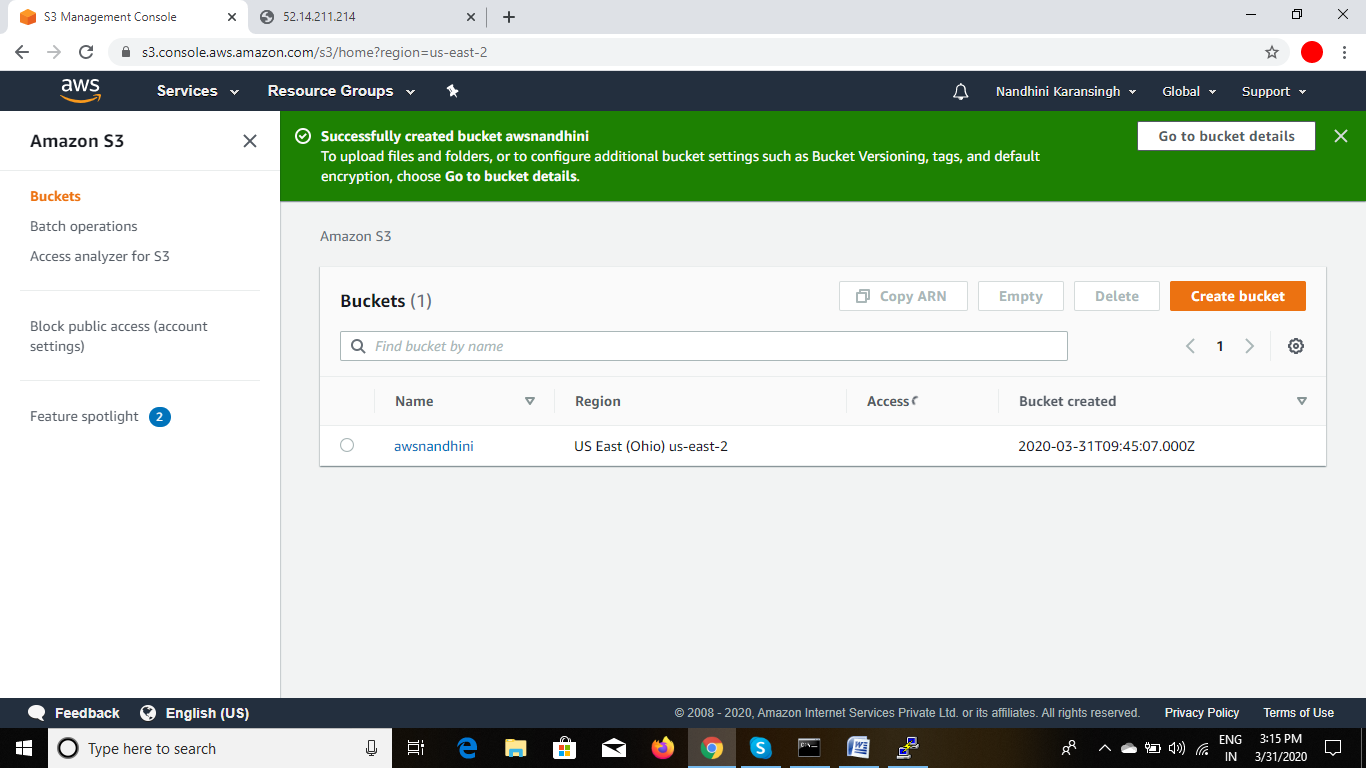 S3 Management Console
52.14.211.214
s3.console.aws.amazon.com/s3/home?region=us-east-2
aws
Services
Resource Groups
Nandhini Karansingh
Global
Support
Amazon S3
Buckets
Batch operations
Access analyzer for S3
Block public access (account
settings)
Feature spotlight 2
Successfully created bucket awsnandhini
To upload files and folders, or to configure additional bucket settings such as Bucket Versioning, tags, and default
encryption, choose Go to bucket details.
Go to bucket details
Amazon S3
Buckets (1)
Copy ARN
Empty
Delete
Create bucket
Find bucket by name
1
Name
Region
Access
Bucket created
awsnandhini
US East (Ohio) us-east-2
2020-03-31T09:45:07.000Z
Feedback
English (US)
© 2008 - 2020, Amazon Internet Services Private Ltd. or its affiliates. All rights reserved.
Privacy Policy
Terms of Use
Type here to search
ENG
IN
3:15 PM
3/31/2020